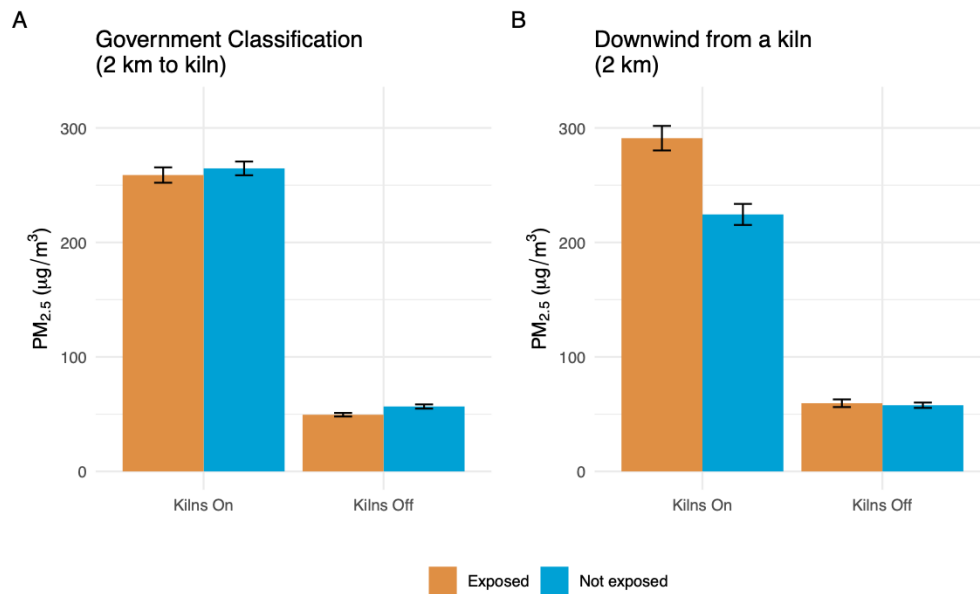 A
Government Classification
(2 km to kiln)
PM2.5 (μg/m³)
300
200
100
0
Kilns On
Kilns Off
B
Downwind from a kiln
(2 km)
PM2.5 (μg/m³)
300
200
100
0
Kilns On
Kilns Off
Exposed
Not exposed